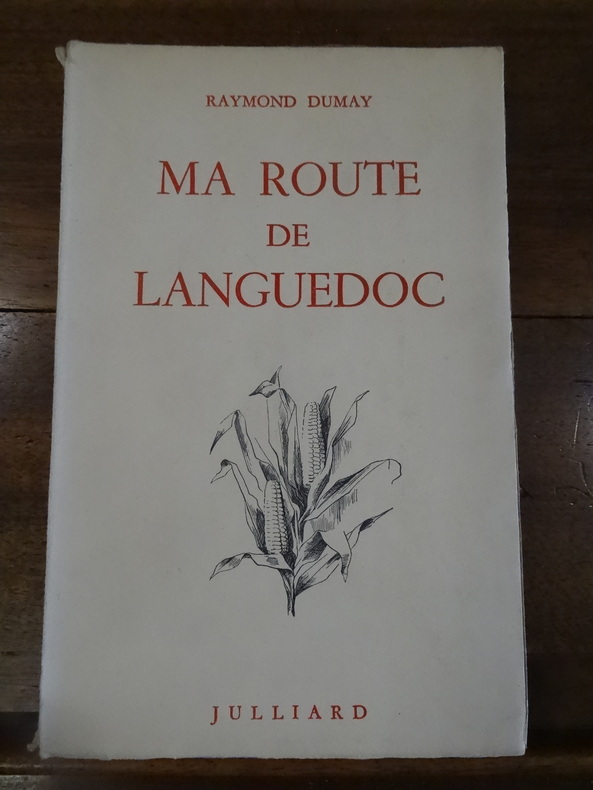 RAYMOND DUMAY
MA ROUTE
DE
LANGUEDOC
JULLIARD